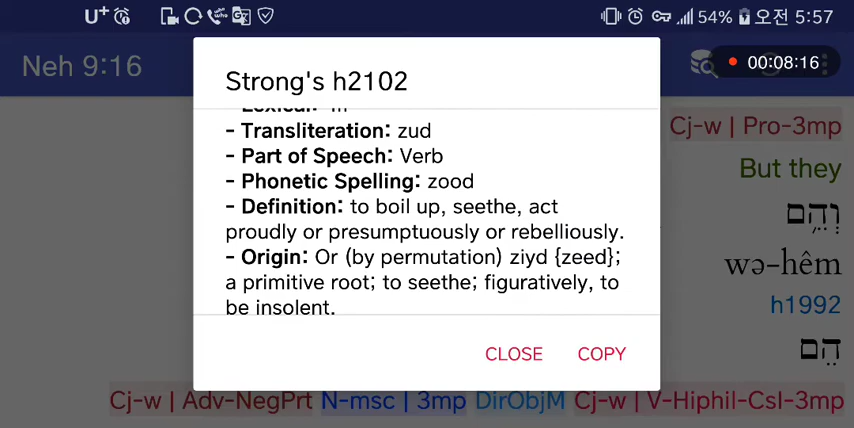 U+ 54% 오전 5:57
Neh 9:16
00:08:16
Strong's h2102
- Lexical:
- Transliteration: zud
- Part of Speech: Verb
- Phonetic Spelling: zood
- Definition: to boil up, seethe, act
proudly or presumptuously or rebelliously.
- Origin: Or (by permutation) ziyd {zeed};
a primitive root; to seethe; figuratively, to
be insolent.
CLOSE COPY
Cj-w | Pro-3mp
But they
וְהֵ֥ם
wə·hêm
h1992
הֵם
Cj-w | Adv-NegPrt N-msc | 3mp DirObjM Cj-w | V-Hiphil-CsI-3mp